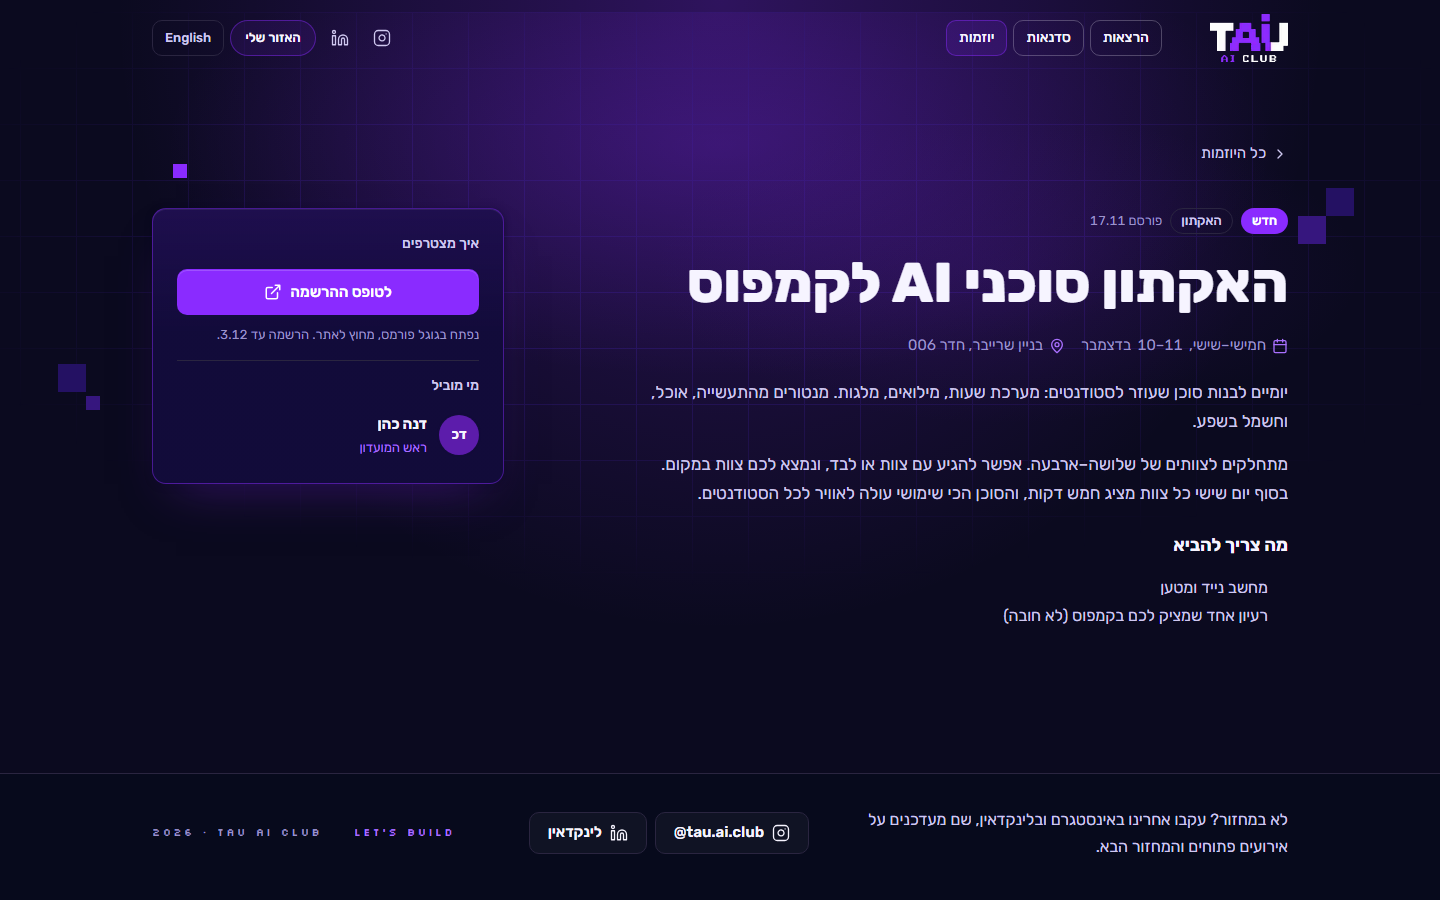 TAU
AI CLUB
הרצאות
סדנאות
יוזמות
האזור שלי
English
כל היוזמות
חדש
האקתון
פורסם 17.11
האקתון סוכני AI לקמפוס
חמישי–שישי, 10–11 בדצמבר
בניין שרייבר, חדר 006
יומיים לבנות סוכן שעוזר לסטודנטים: מערכת שעות, מילואים, מלגות. מנטורים מהתעשייה, אוכל,
וחשמל בשפע.
מתחלקים לצוותים של שלושה–ארבעה. אפשר להגיע עם צוות או לבד, ונמצא לכם צוות במקום.
בסוף יום שישי כל צוות מציג חמש דקות, והסוכן הכי שימושי עולה לאוויר לכל הסטודנטים.
מה צריך להביא
מחשב נייד ומטען
רעיון אחד שמציק לכם בקמפוס (לא חובה)
איך מצטרפים
לטופס ההרשמה
נפתח בגוגל פורמס, מחוץ לאתר. הרשמה עד 3.12.
מי מוביל
דכ
דנה כהן
ראש המועדון
לא במחזור? עקבו אחרינו באינסטגרם ובלינקדאין, שם מעדכנים על
אירועים פתוחים והמחזור הבא.
@tau.ai.club
לינקדאין
LET'S BUILD
2026 · TAU AI CLUB